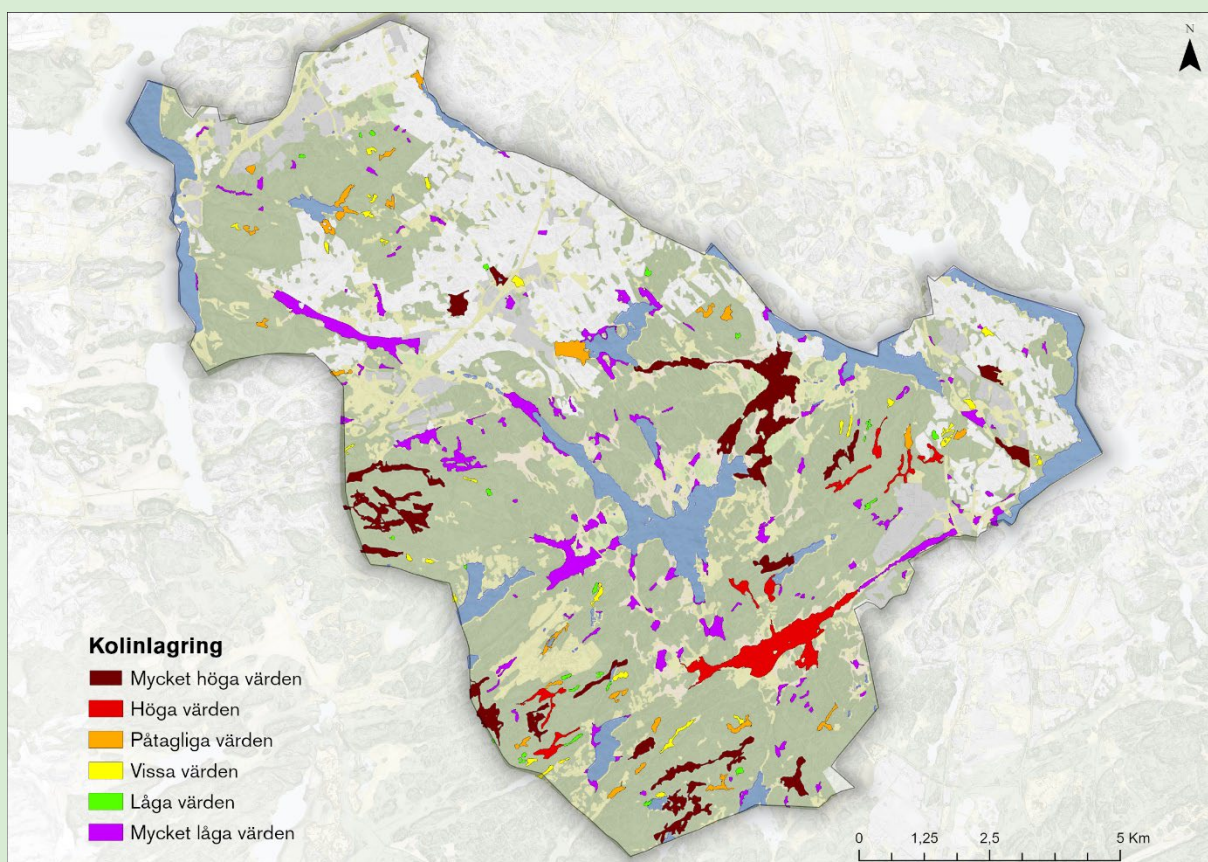 N
Kolinlagring
Mycket höga värden
Höga värden
Påtagliga värden
Vissa värden
Låga värden
Mycket låga värden
0 1,25 2,5 5 Km